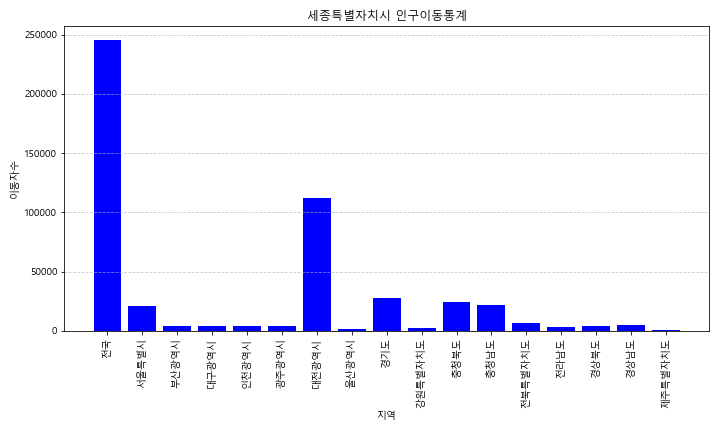 세종특별자치시 인구이동통계
이동자수
250000
200000
150000
100000
50000
0
전국
서울특별시
부산광역시
대구광역시
인천광역시
광주광역시
대전광역시
울산광역시
경기도
강원특별자치도
충청북도
충청남도
전북특별자치도
전라남도
경상북도
경상남도
제주특별자치도
지역